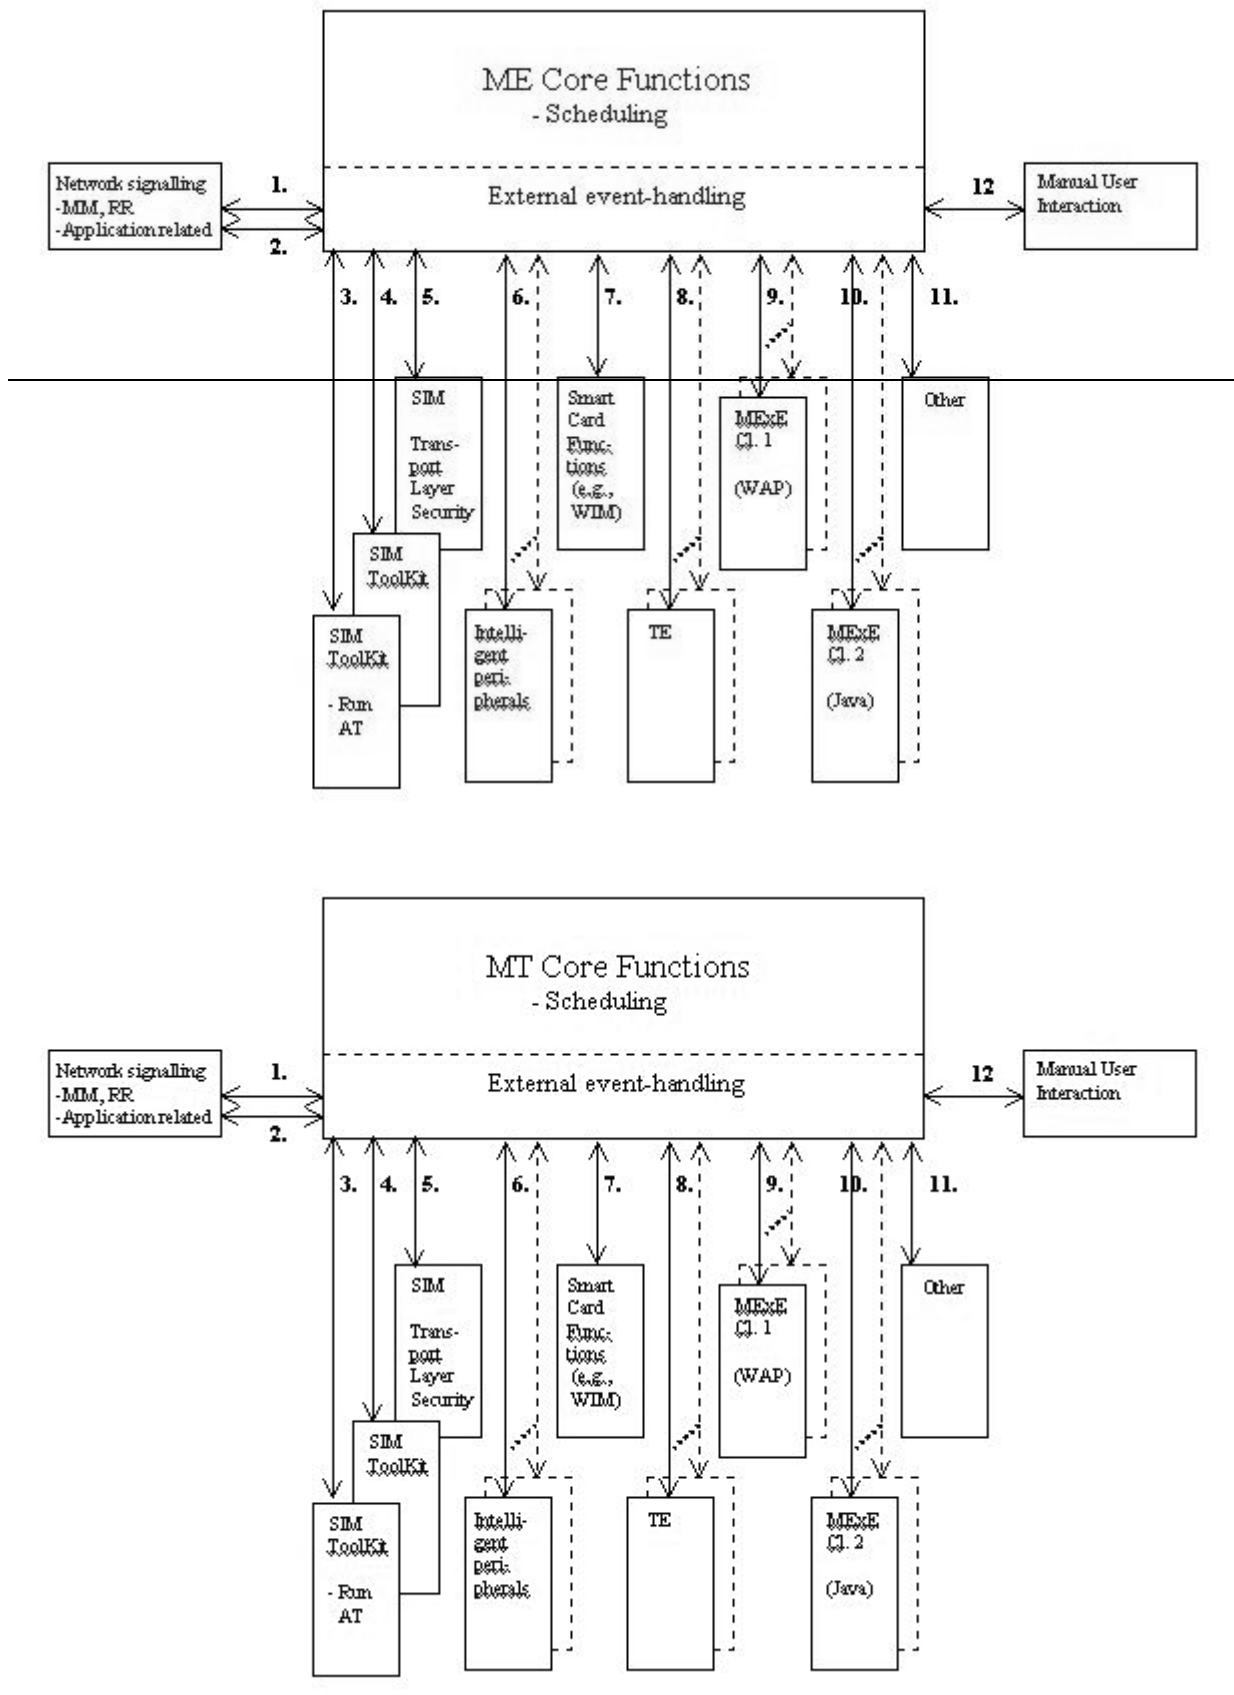 ME Core Functions
- Scheduling
External event-handling
Network signalling
-MM, RR
-Application related
1.
2.
12
Manual User
Interaction
3.
4.
5.
6.
7.
8.
9.
10.
11.
SIM
Trans-
port
Layer
Security
Smart
Card
Func-
tions
(e.g.,
WIM)
MExE
Cl. 1
(WAP)
Other
SIM
ToolKit
SIM
ToolKit
- Run
AT
Intelli-
gent
peri-
pherals
TE
MExE
Cl. 2
(Java)
MT Core Functions
- Scheduling
External event-handling
Network signalling
-MM, RR
-Application related
1.
2.
12
Manual User
Interaction
3.
4.
5.
6.
7.
8.
9.
10.
11.
SIM
Trans-
port
Layer
Security
Smart
Card
Func-
tions
(e.g.,
WIM)
MExE
Cl. 1
(WAP)
Other
SIM
ToolKit
SIM
ToolKit
- Run
AT
Intelli-
gent
peri-
pherals
TE
MExE
Cl. 2
(Java)